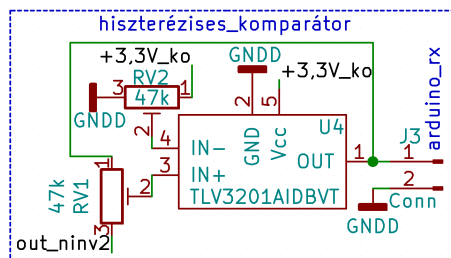 hiszterézises_komparátor
+3,3V_ko
RV2
3
1
47k
GNDD
2
GNDD
+3,3V_ko
2
5
U4
GND
Vcc
4
IN-
3
IN+
OUT
1
TLV3201AIDBVT
47k
RV1
1
2
3
out_ninv2
arduino_rx
J3
1
2
Conn
GNDD